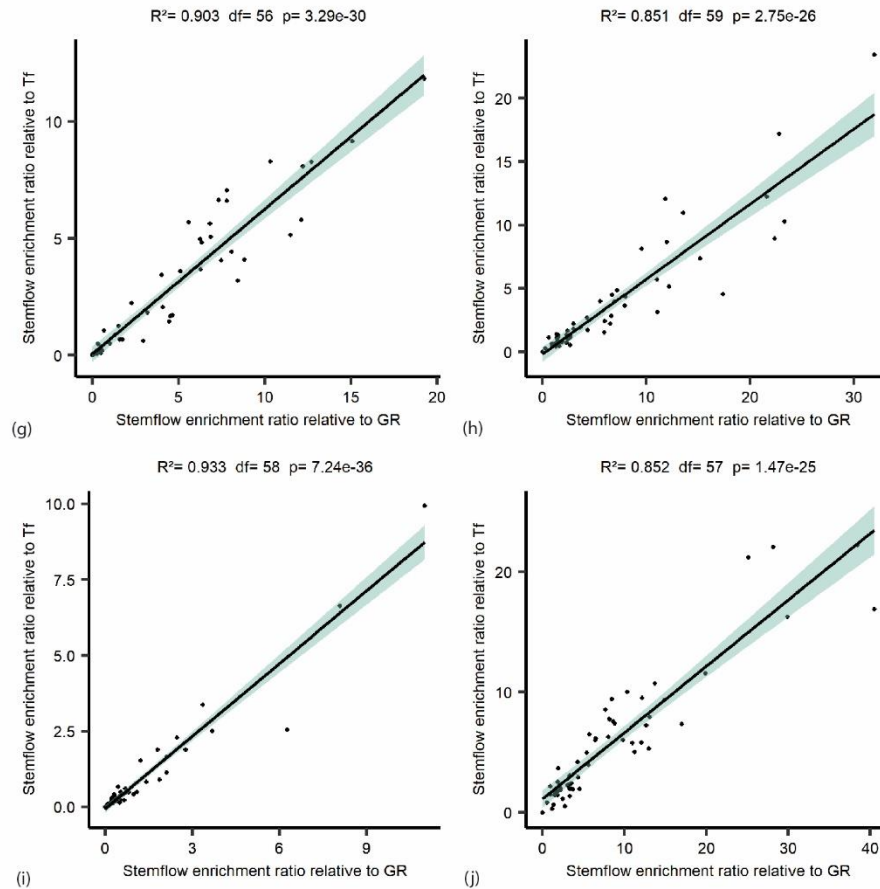 R²= 0.903 df= 56 p= 3.29e-30
Stemflow enrichment ratio relative to Tf
10
5
0
0 5 10 15 20
(g) Stemflow enrichment ratio relative to GR
R²= 0.851 df= 59 p= 2.75e-26
Stemflow enrichment ratio relative to Tf
20
15
10
5
0
0 10 20 30
(h) Stemflow enrichment ratio relative to GR
R²= 0.933 df= 58 p= 7.24e-36
Stemflow enrichment ratio relative to Tf
10.0
7.5
5.0
2.5
0.0
0 3 6 9
(i) Stemflow enrichment ratio relative to GR
R²= 0.852 df= 57 p= 1.47e-25
Stemflow enrichment ratio relative to Tf
20
10
0
0 10 20 30 40
(j) Stemflow enrichment ratio relative to GR